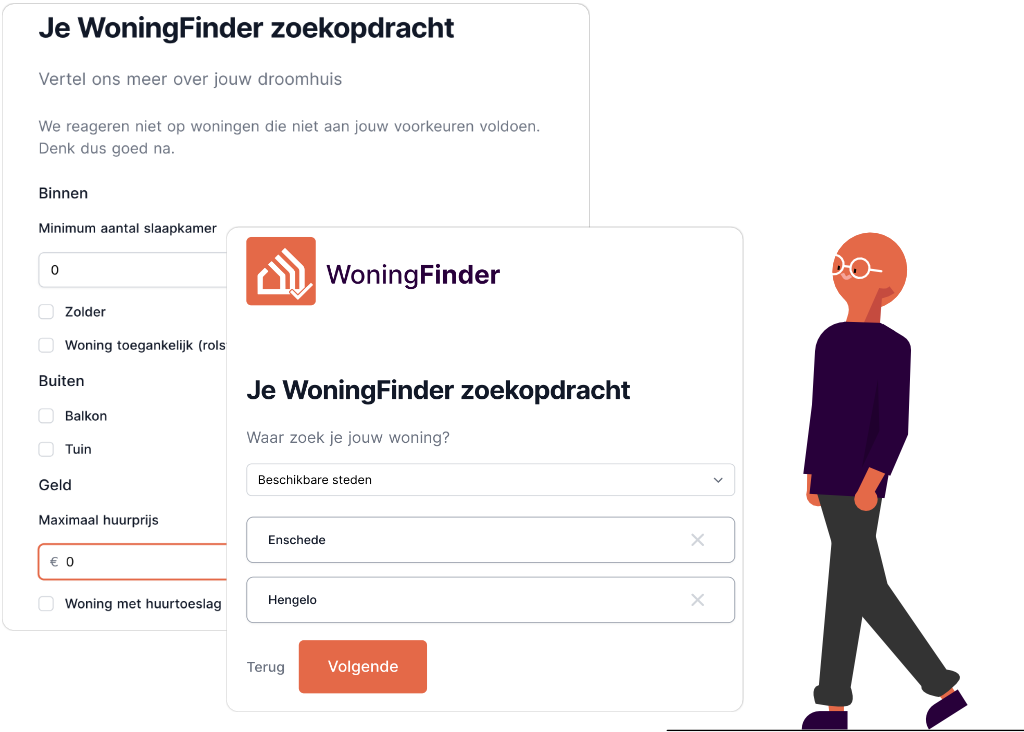 Je WoningFinder zoekopdracht
Vertel ons meer over jouw droomhuis
We reageren niet op woningen die niet aan jouw voorkeuren voldoen.
Denk dus goed na.
Binnen
Minimum aantal slaapkamer
0
Zolder
Woning toegankelijk (rols
Buiten
Balkon
Tuin
Geld
Maximaal huurprijs
€ 0
Woning met huurtoeslag
WoningFinder
Je WoningFinder zoekopdracht
Waar zoek je jouw woning?
Beschikbare steden
Enschede
Hengelo
Terug
Volgende